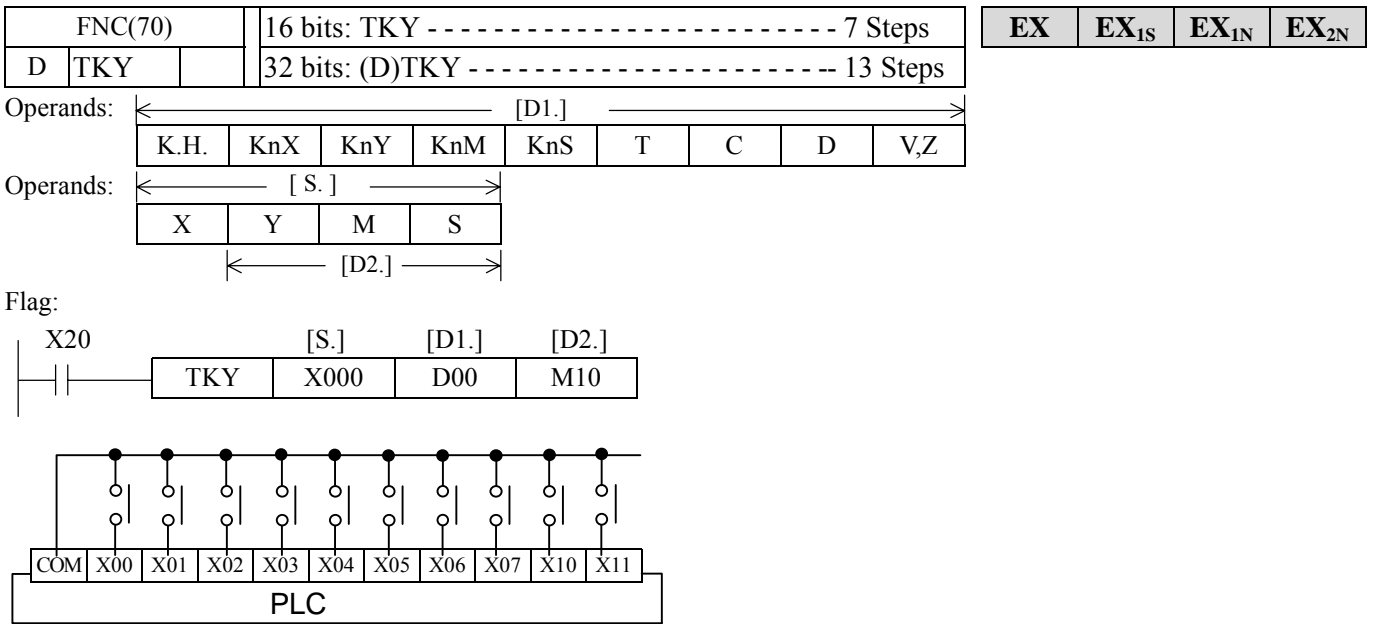 FNC(70) 16 bits: TKY - - - - - - - - - - - - - - - - - - - - - - - - - - - 7 Steps EX EX1S EX1N EX2N
D TKY 32 bits: (D)TKY - - - - - - - - - - - - - - - - - - - - - - -- 13 Steps
Operands: [D1.]
K.H. KnX KnY KnM KnS T C D V,Z
Operands: [ S. ]
X Y M S
[D2.]
Flag:
X20 [S.] [D1.] [D2.]
TKY X000 D00 M10
COM X00 X01 X02 X03 X04 X05 X06 X07 X10 X11
PLC